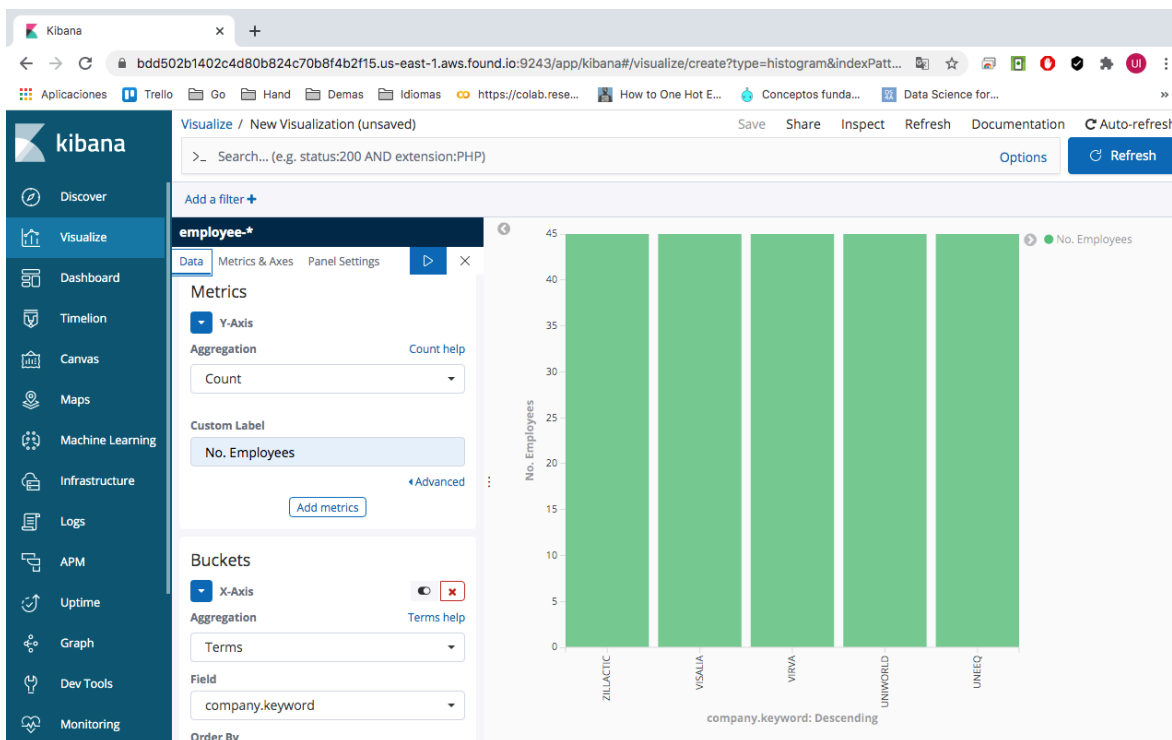 Kibana
bdd502b1402c4d80b824c70b8f4b2f15.us-east-1.aws.found.io:9243/app/kibana#/visualize/create?type=histogram&indexPatt...
UI
Aplicaciones Trello Go Hand Demas Idiomas https://colab.rese... How to One Hot E... Conceptos funda... Data Science for... »
kibana
Visualize / New Visualization (unsaved)
Save Share Inspect Refresh Documentation Auto-refresh
>_ Search... (e.g. status:200 AND extension:PHP)
Options
Refresh
Add a filter +
Discover
Visualize
Dashboard
Timelion
Canvas
Maps
Machine Learning
Infrastructure
Logs
APM
Uptime
Graph
Dev Tools
Monitoring
employee-*
Data Metrics & Axes Panel Settings
Metrics
Y-Axis
Aggregation Count help
Count
Custom Label
No. Employees
Advanced
Add metrics
Buckets
X-Axis
Aggregation Terms help
Terms
Field
company.keyword
Order By
No. Employees
45
40
35
30
25
20
15
10
5
0
No. Employees
ZILLACTIC
VISALIA
VIRVA
UNIWORLD
UNEEQ
company.keyword: Descending